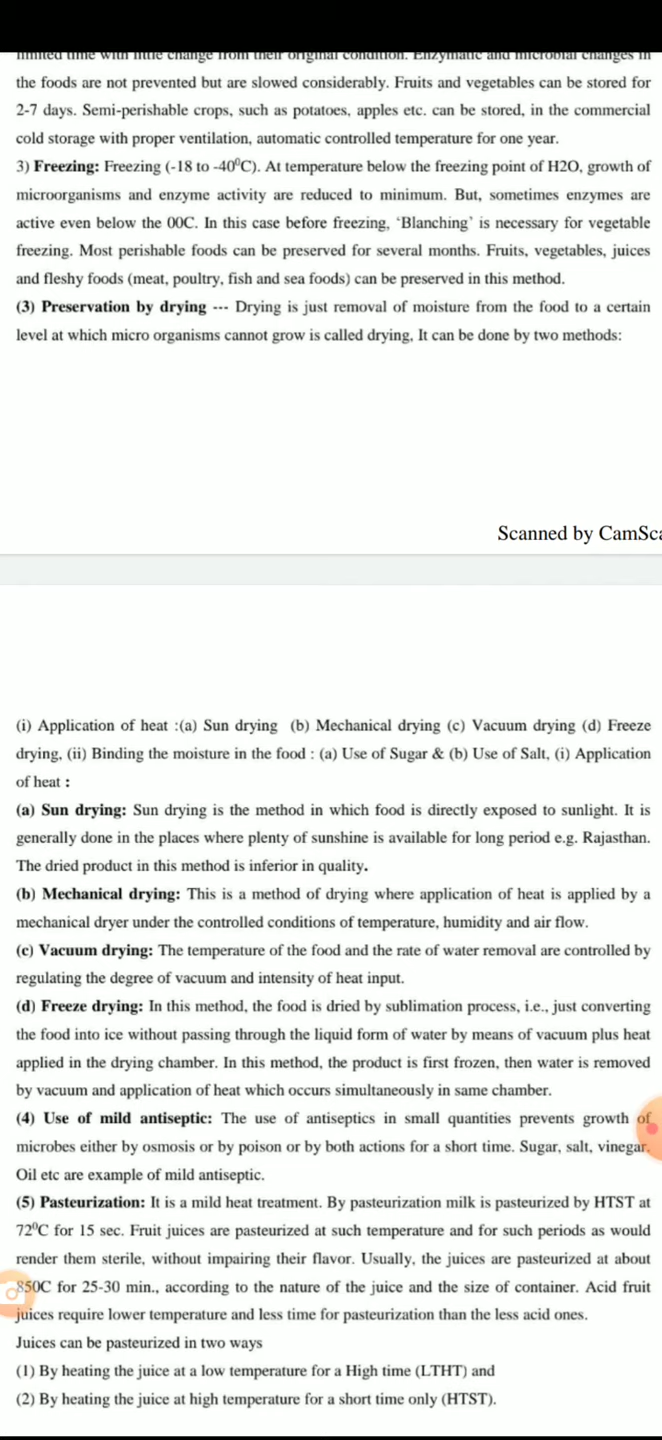 limited time with little change from their original condition. Enzymatic and microbial changes in
the foods are not prevented but are slowed considerably. Fruits and vegetables can be stored for
2-7 days. Semi-perishable crops, such as potatoes, apples etc. can be stored, in the commercial
cold storage with proper ventilation, automatic controlled temperature for one year.
3) Freezing: Freezing (-18 to -40⁰C). At temperature below the freezing point of H2O, growth of
microorganisms and enzyme activity are reduced to minimum. But, sometimes enzymes are
active even below the 00C. In this case before freezing, ‘Blanching’ is necessary for vegetable
freezing. Most perishable foods can be preserved for several months. Fruits, vegetables, juices
and fleshy foods (meat, poultry, fish and sea foods) can be preserved in this method.
(3) Preservation by drying --- Drying is just removal of moisture from the food to a certain
level at which micro organisms cannot grow is called drying, It can be done by two methods:
Scanned by CamSca
(i) Application of heat :(a) Sun drying (b) Mechanical drying (c) Vacuum drying (d) Freeze
drying, (ii) Binding the moisture in the food : (a) Use of Sugar & (b) Use of Salt, (i) Application
of heat :
(a) Sun drying: Sun drying is the method in which food is directly exposed to sunlight. It is
generally done in the places where plenty of sunshine is available for long period e.g. Rajasthan.
The dried product in this method is inferior in quality.
(b) Mechanical drying: This is a method of drying where application of heat is applied by a
mechanical dryer under the controlled conditions of temperature, humidity and air flow.
(c) Vacuum drying: The temperature of the food and the rate of water removal are controlled by
regulating the degree of vacuum and intensity of heat input.
(d) Freeze drying: In this method, the food is dried by sublimation process, i.e., just converting
the food into ice without passing through the liquid form of water by means of vacuum plus heat
applied in the drying chamber. In this method, the product is first frozen, then water is removed
by vacuum and application of heat which occurs simultaneously in same chamber.
(4) Use of mild antiseptic: The use of antiseptics in small quantities prevents growth of
microbes either by osmosis or by poison or by both actions for a short time. Sugar, salt, vinegar,
Oil etc are example of mild antiseptic.
(5) Pasteurization: It is a mild heat treatment. By pasteurization milk is pasteurized by HTST at
72⁰C for 15 sec. Fruit juices are pasteurized at such temperature and for such periods as would
render them sterile, without impairing their flavor. Usually, the juices are pasteurized at about
850C for 25-30 min., according to the nature of the juice and the size of container. Acid fruit
juices require lower temperature and less time for pasteurization than the less acid ones.
Juices can be pasteurized in two ways
(1) By heating the juice at a low temperature for a High time (LTHT) and
(2) By heating the juice at high temperature for a short time only (HTST).